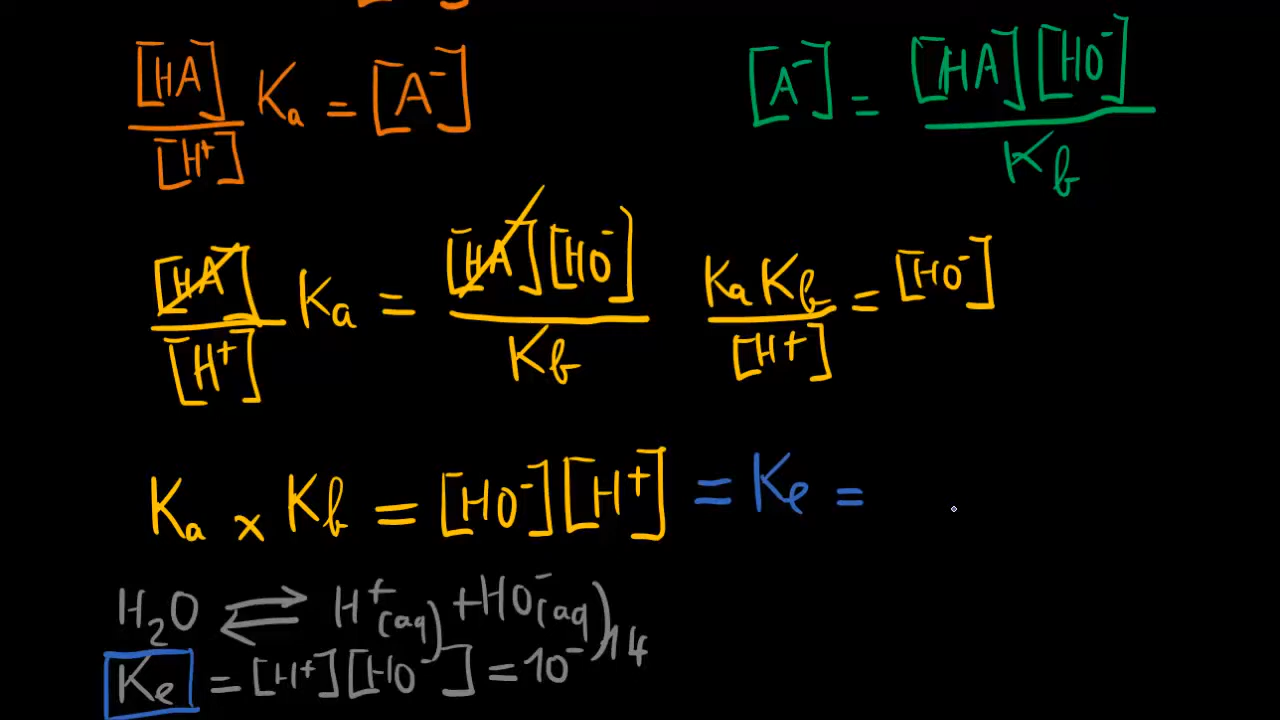 [HA]/[H⁺] Ka = [A⁻]
[A⁻] = [HA][HO⁻]/Kb
[HA]/[H⁺] Ka = [HA][HO⁻]/Kb
KaKb/[H⁺] = [HO⁻]
Ka × Kb = [HO⁻][H⁺] = Ke =
H₂O ⇌ H⁺(aq) + HO⁻(aq)
Ke = [H⁺][HO⁻] = 10⁻¹⁴